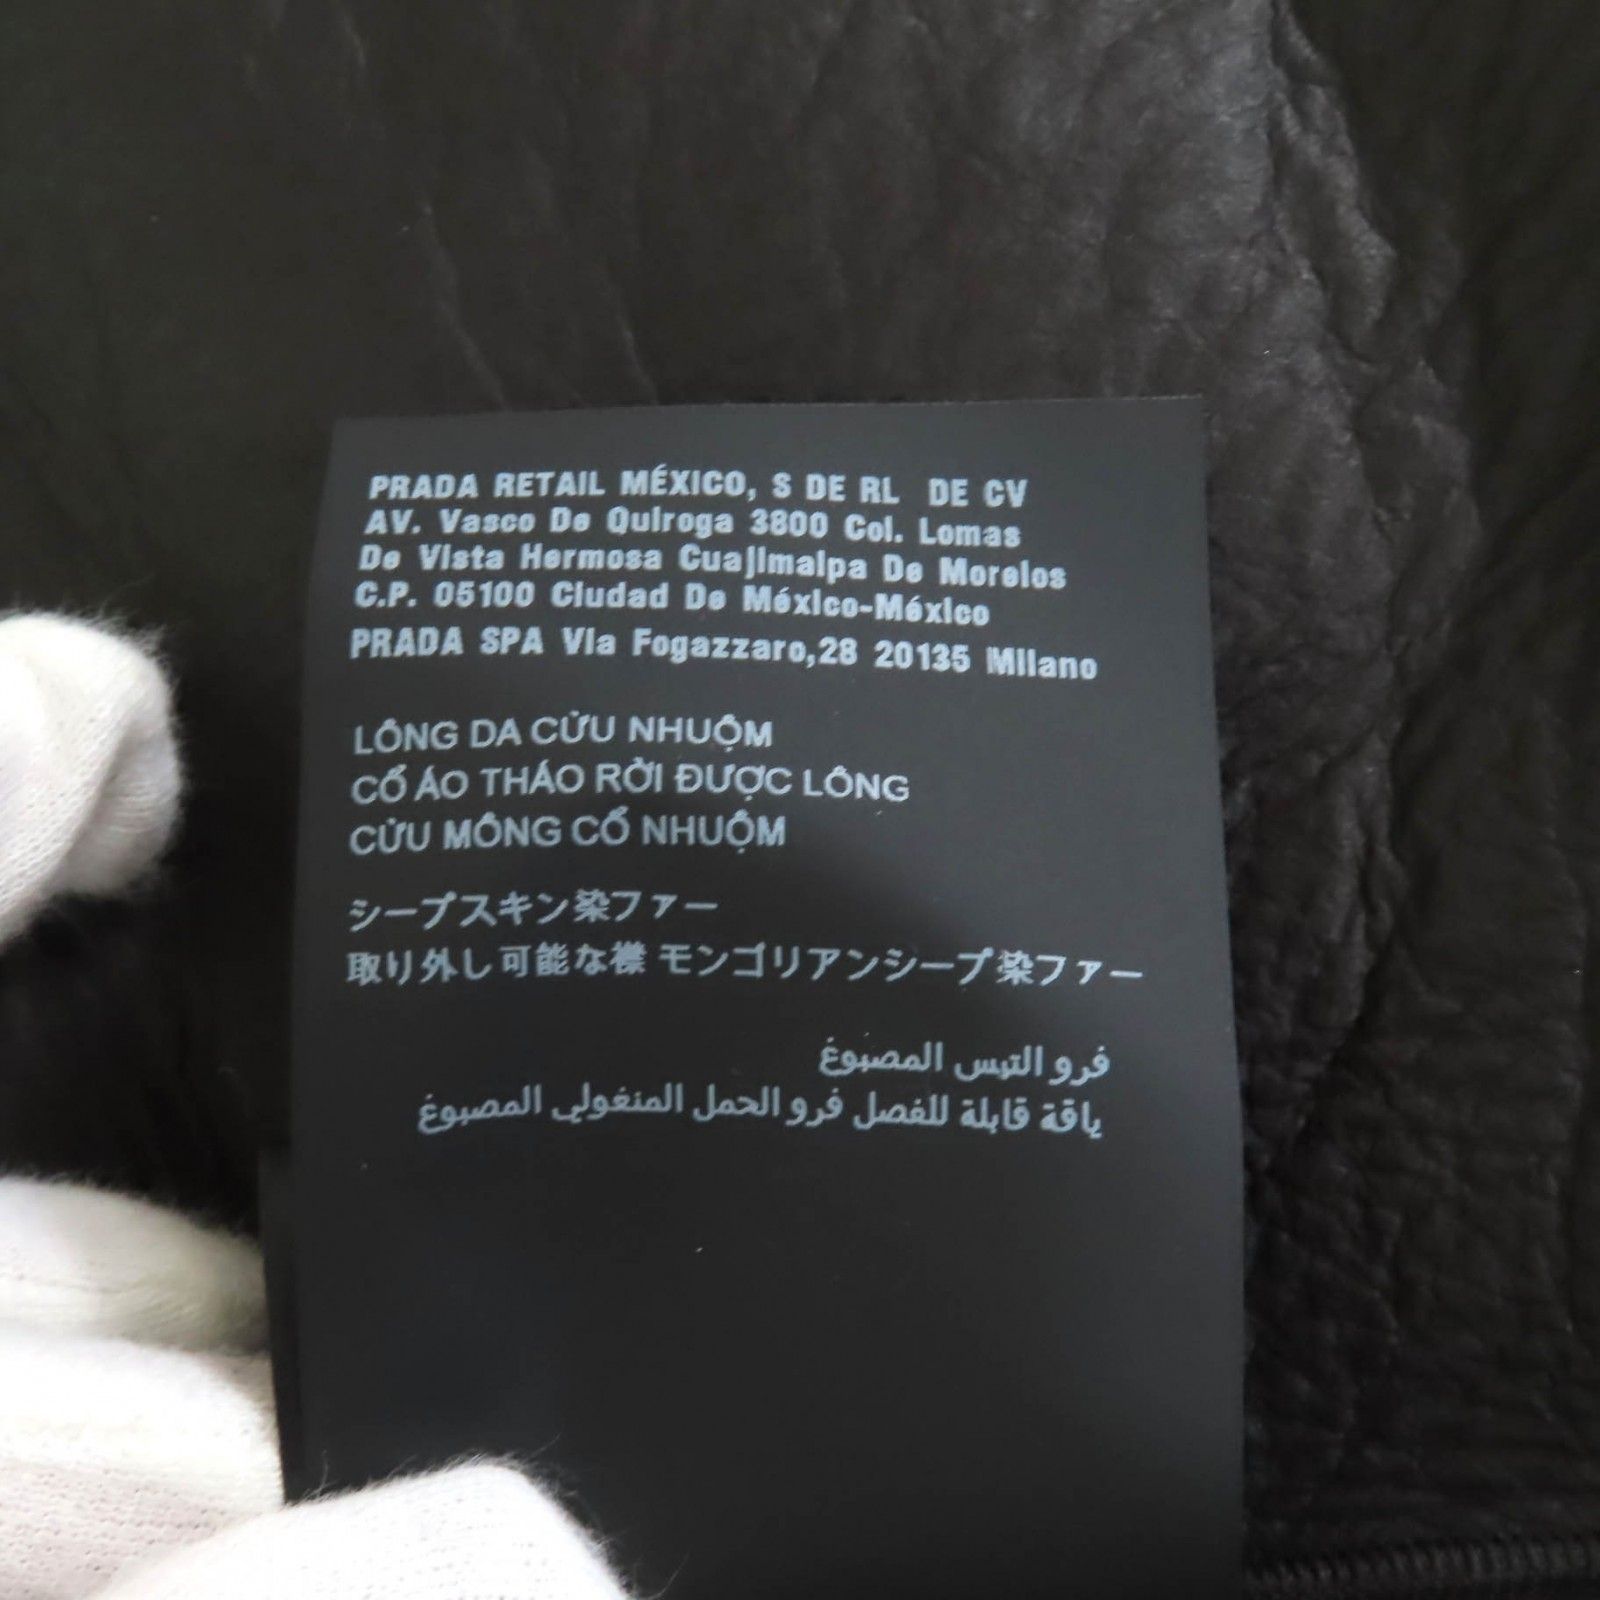 PRADA RETAIL MÉXICO, S DE RL DE CV
AV. Vasco De Quiroga 3800 Col. Lomas
De Vista Hermosa Cuajimalpa De Morelos
C.P. 05100 Ciudad De México-México
PRADA SPA Via Fogazzaro,28 20135 Milano
LÔNG DA CỪU NHUỘM
CỔ ÁO THÁO RỜI ĐƯỢC LÔNG
CỪU MÔNG CỔ NHUỘM
シープスキン染ファー
取り外し可能な襟 モンゴリアンシープ染ファー
فرو التيس المصبوغ
ياقة قابلة للفصل فرو الحمل المنغولي المصبوغ